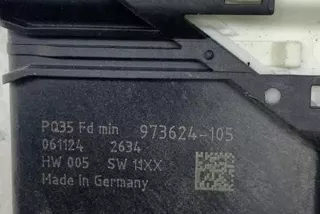 PQ35 Fd min 973624-105
061124 2634
HW 005 SW 11XX
Made in Germany